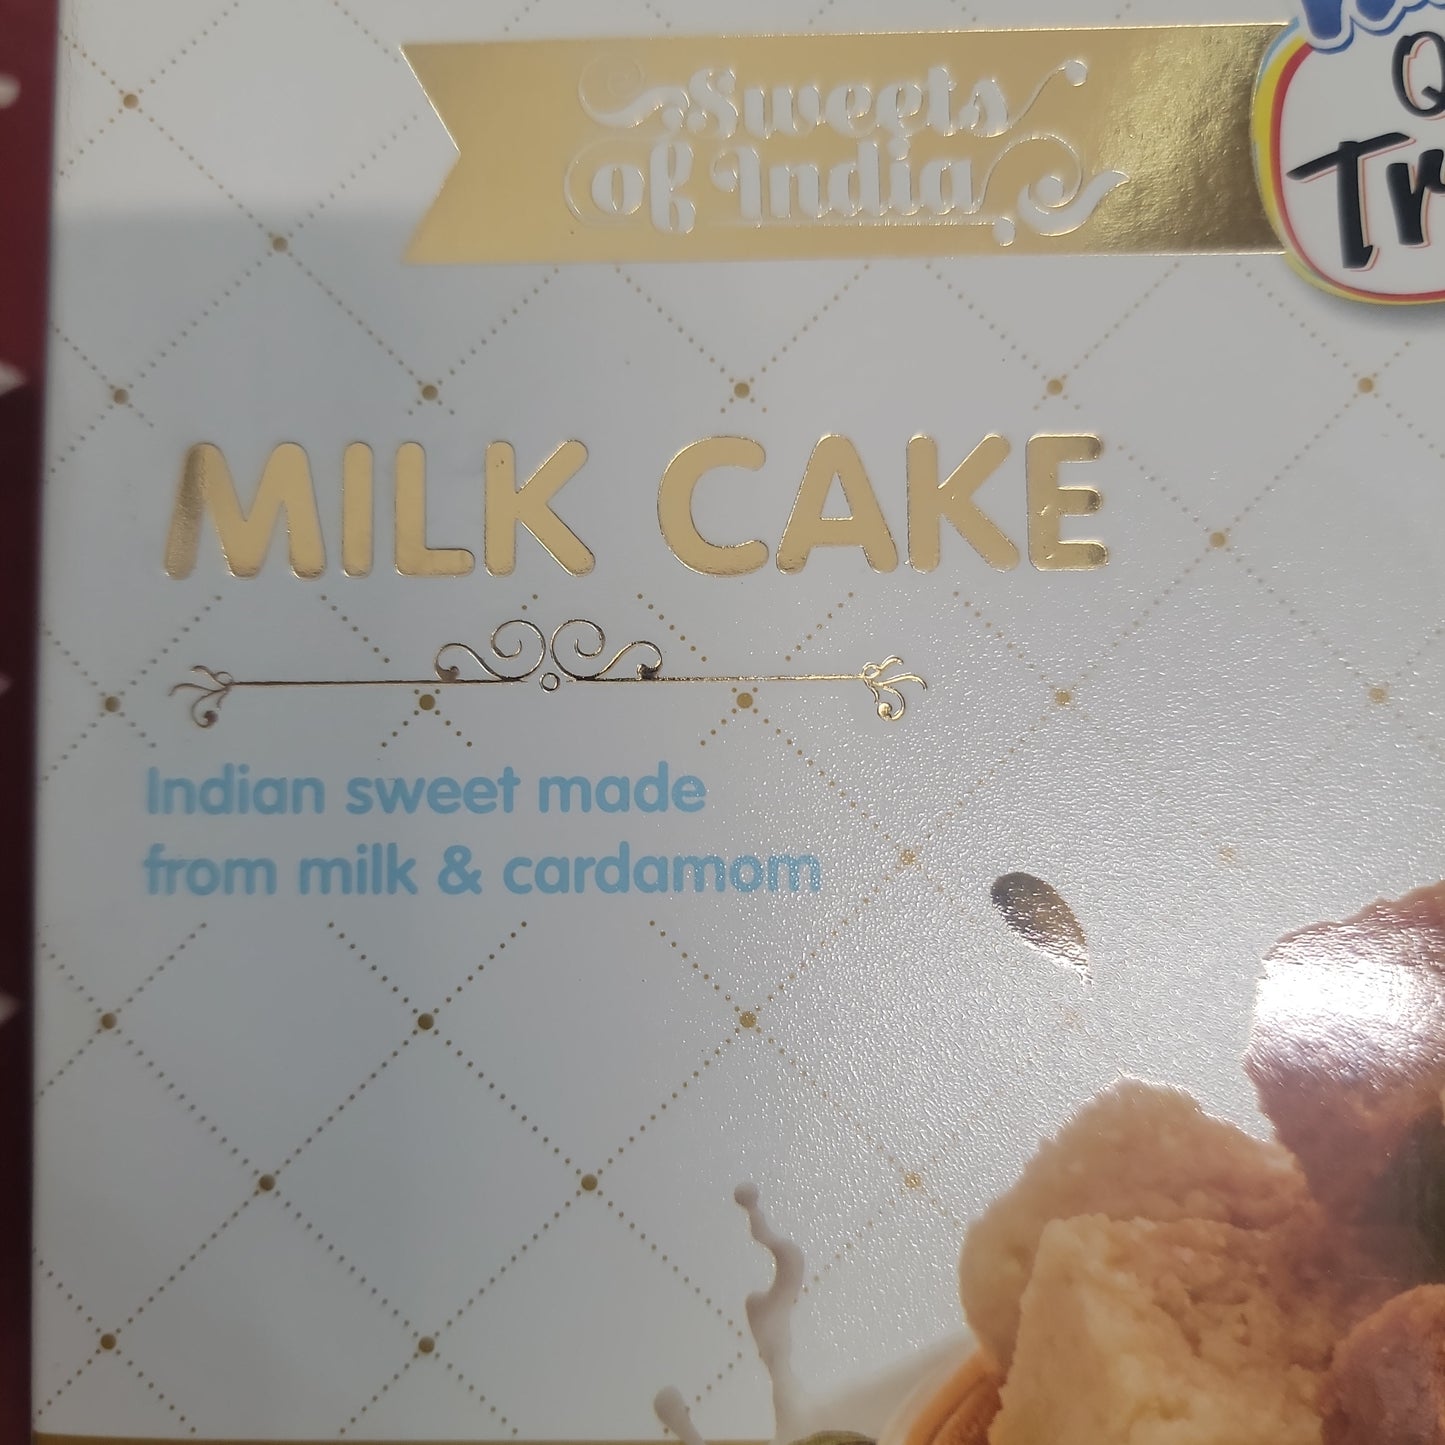 Sweets
of India
MILK CAKE
Indian sweet made
from milk & cardamom